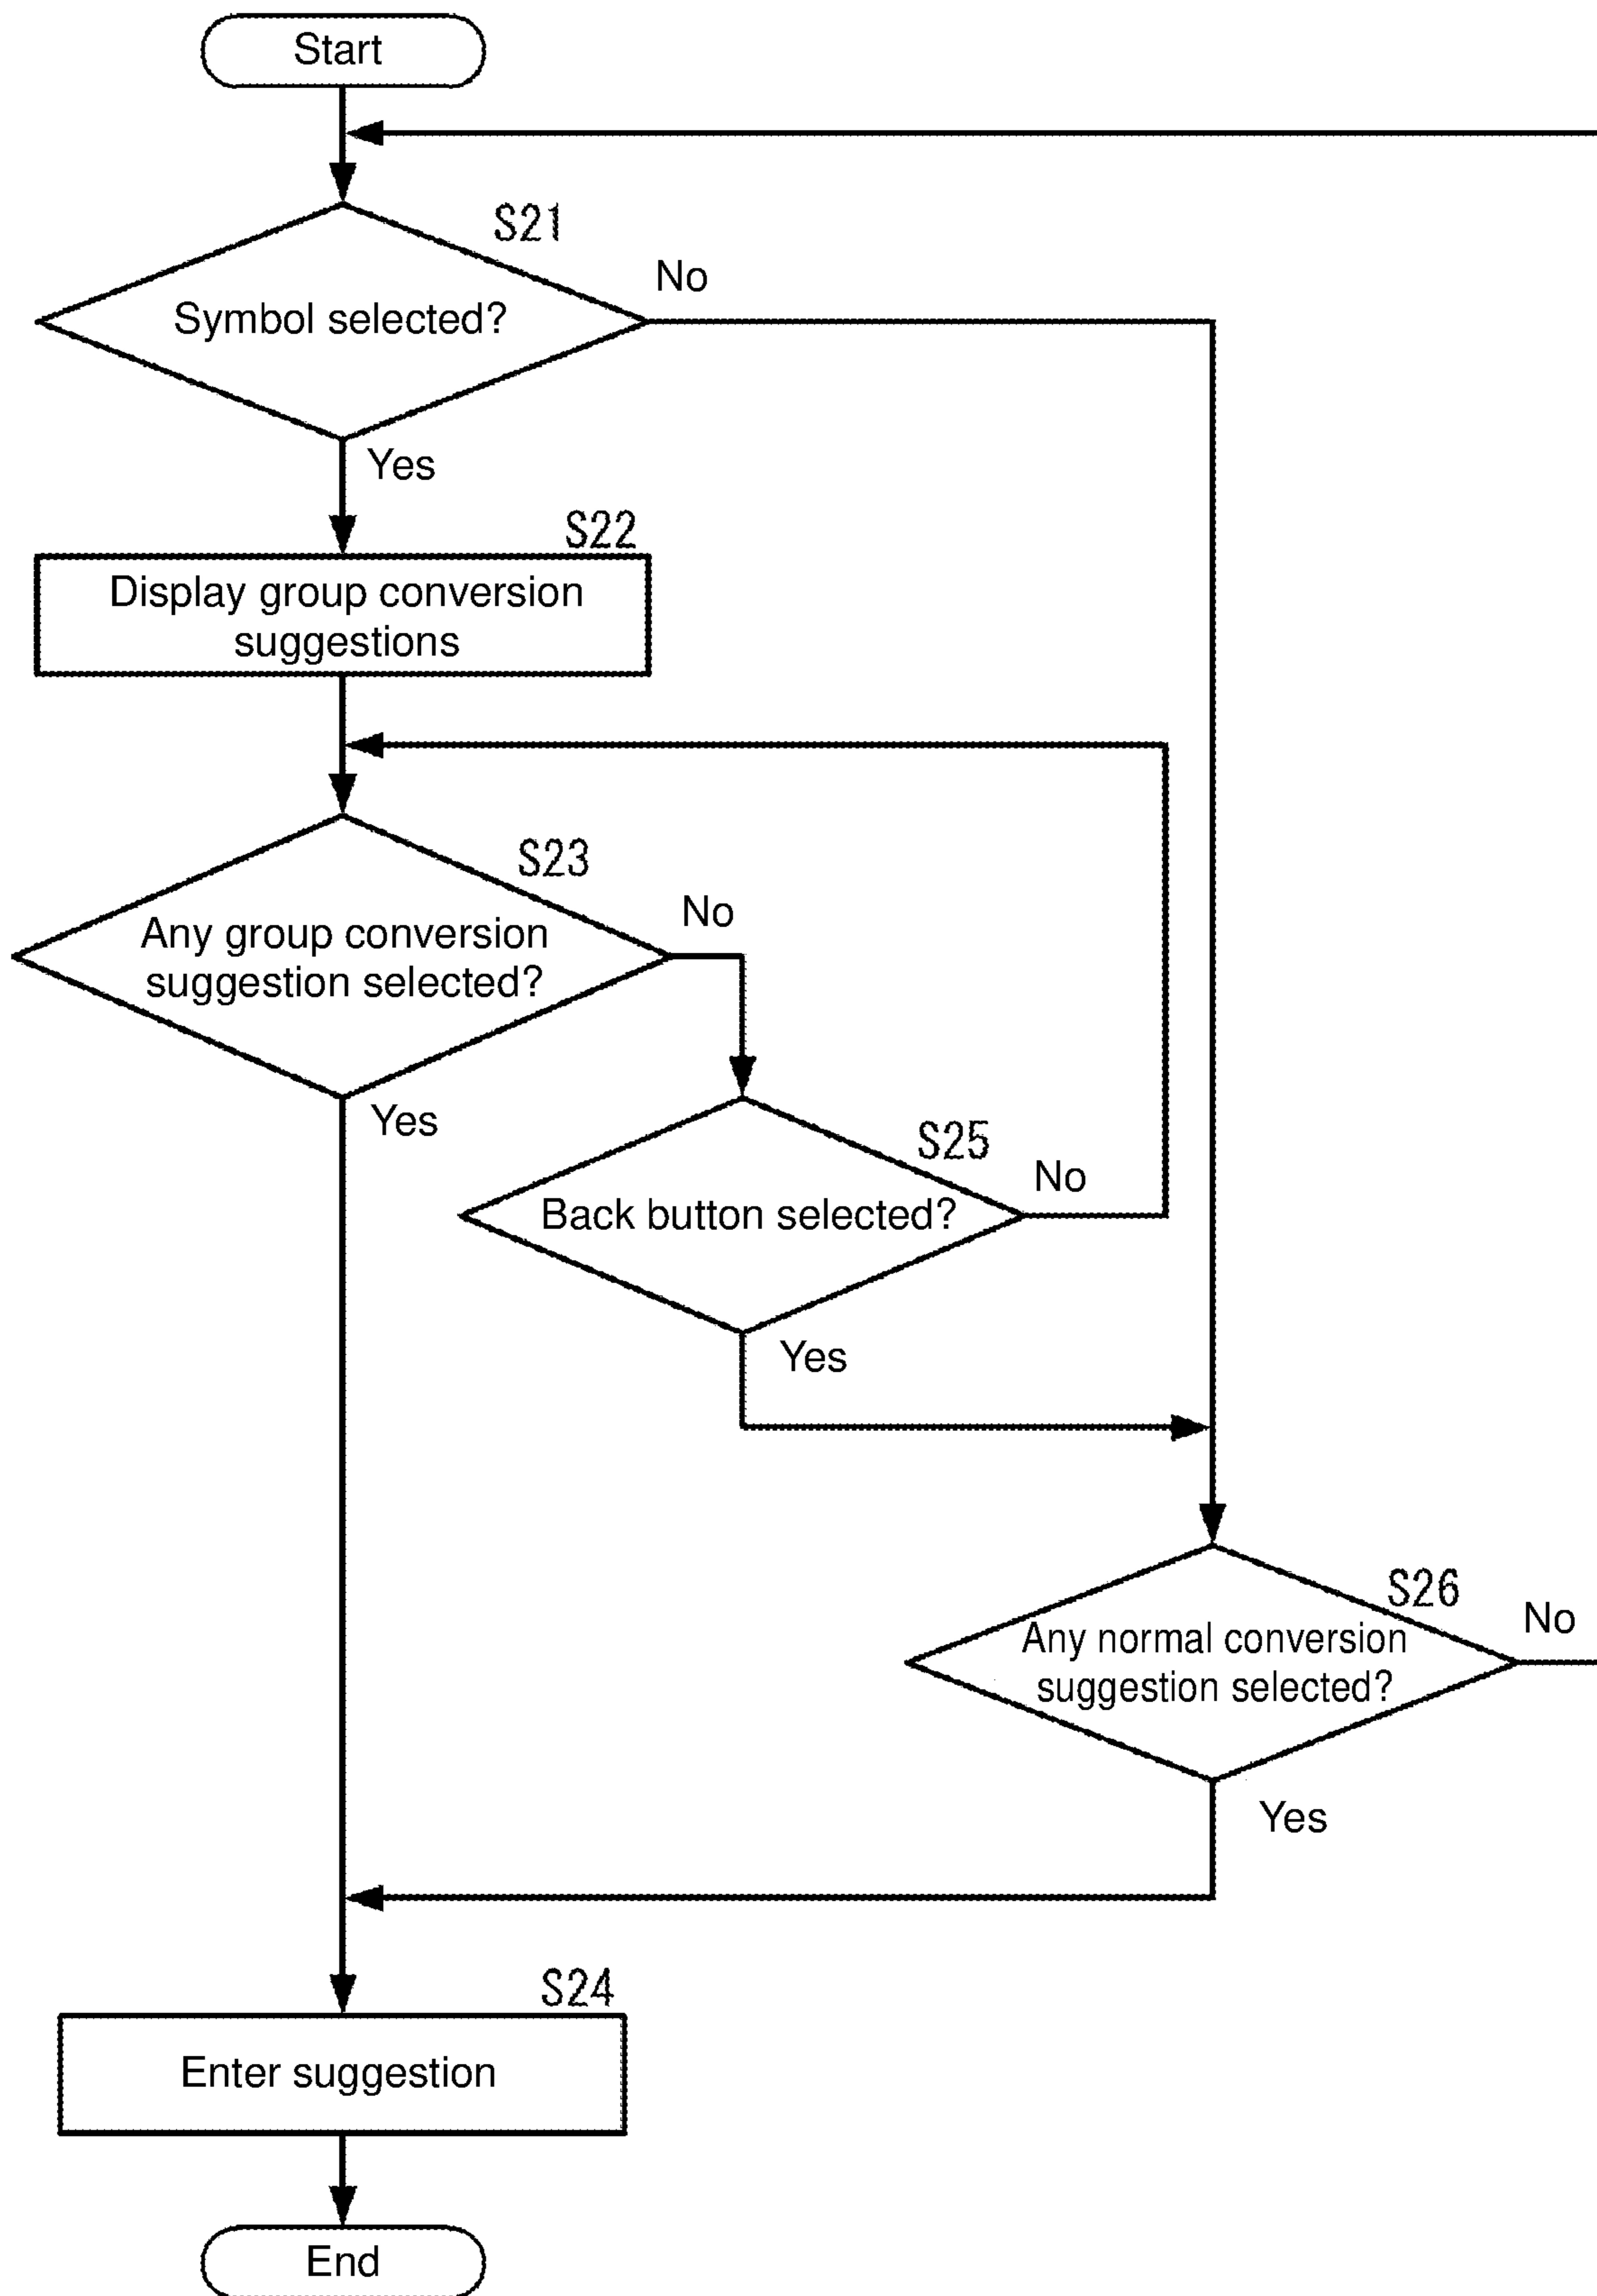 Start
S21
No
Symbol selected?
Yes
S22
Display group conversion
suggestions
S23
No
Any group conversion
suggestion selected?
Yes
S25
No
Back button selected?
Yes
S26
No
Any normal conversion
suggestion selected?
Yes
S24
Enter suggestion
End